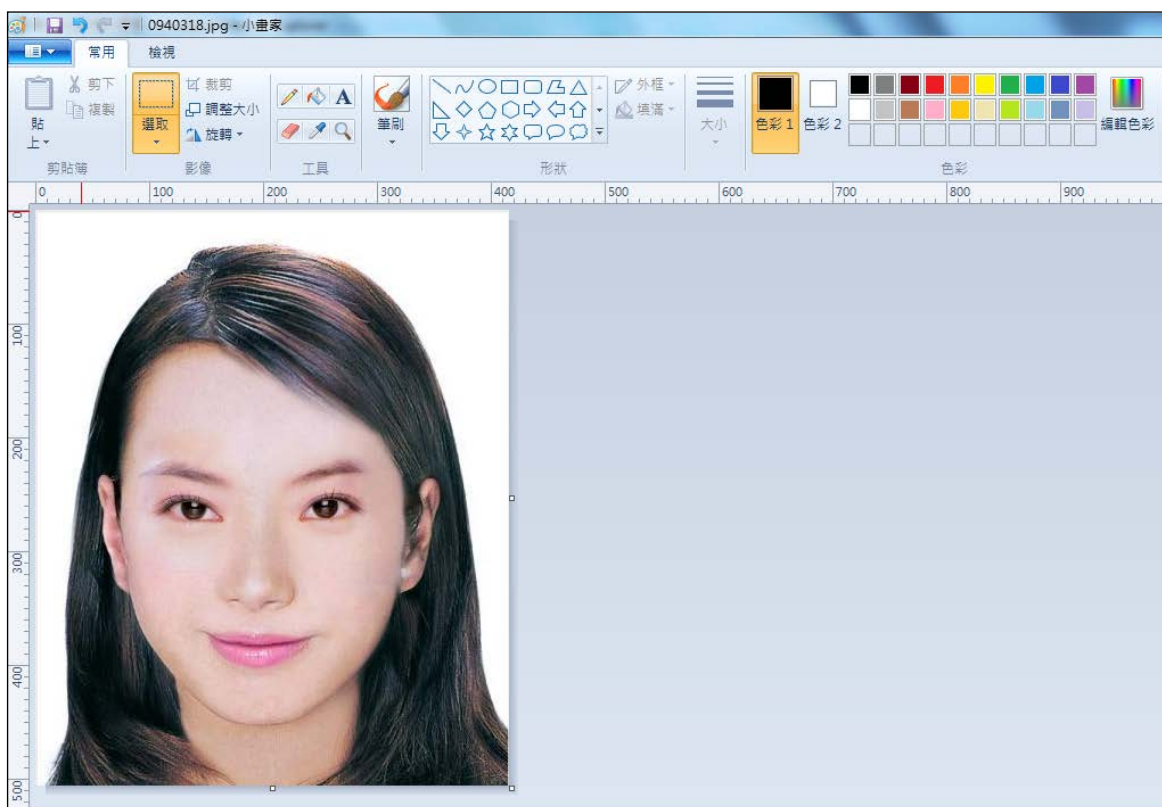 0940318.jpg - 小畫家
常用 檢視
剪下 裁剪 外框
複製 調整大小 A 填滿
貼上 選取 旋轉 筆刷 大小 色彩 1 色彩 2 編輯色彩
剪貼簿 影像 工具 形狀 色彩
0 100 200 300 400 500 600 700 800 900
0
100
200
300
400
500